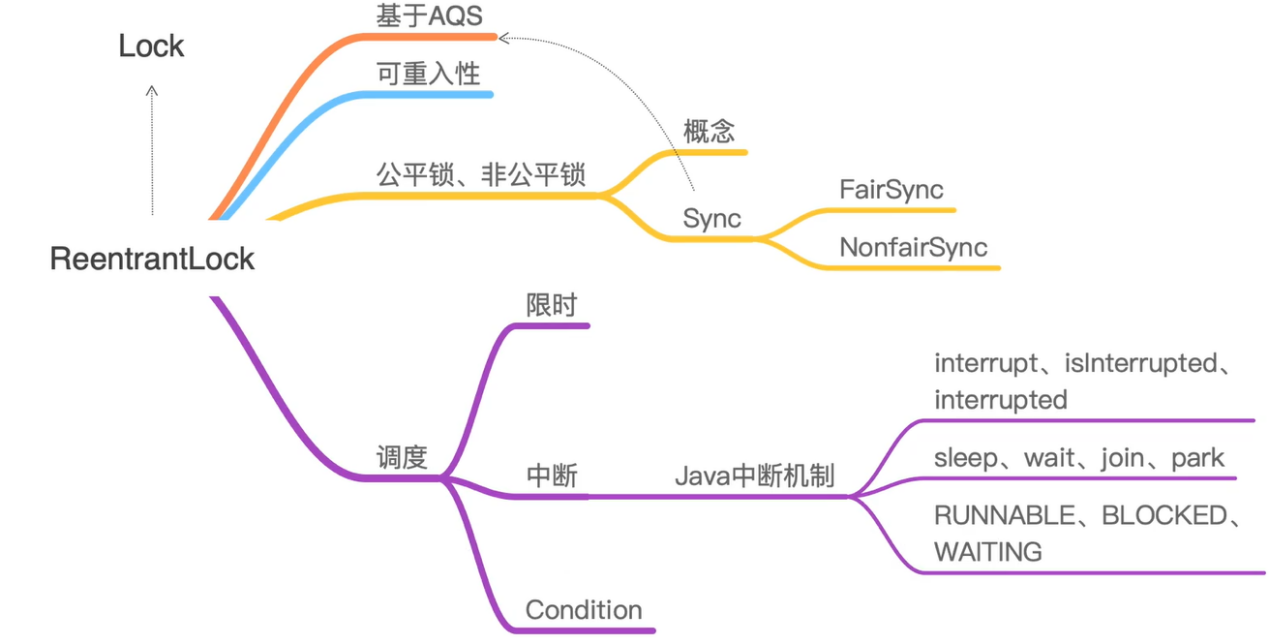 基于AQS
Lock
可重入性
概念
公平锁、非公平锁
FairSync
Sync
NonfairSync
ReentrantLock
限时
interrupt、isInterrupted、
interrupted
调度
中断
Java中断机制
sleep、wait、join、park
RUNNABLE、BLOCKED、
WAITING
Condition